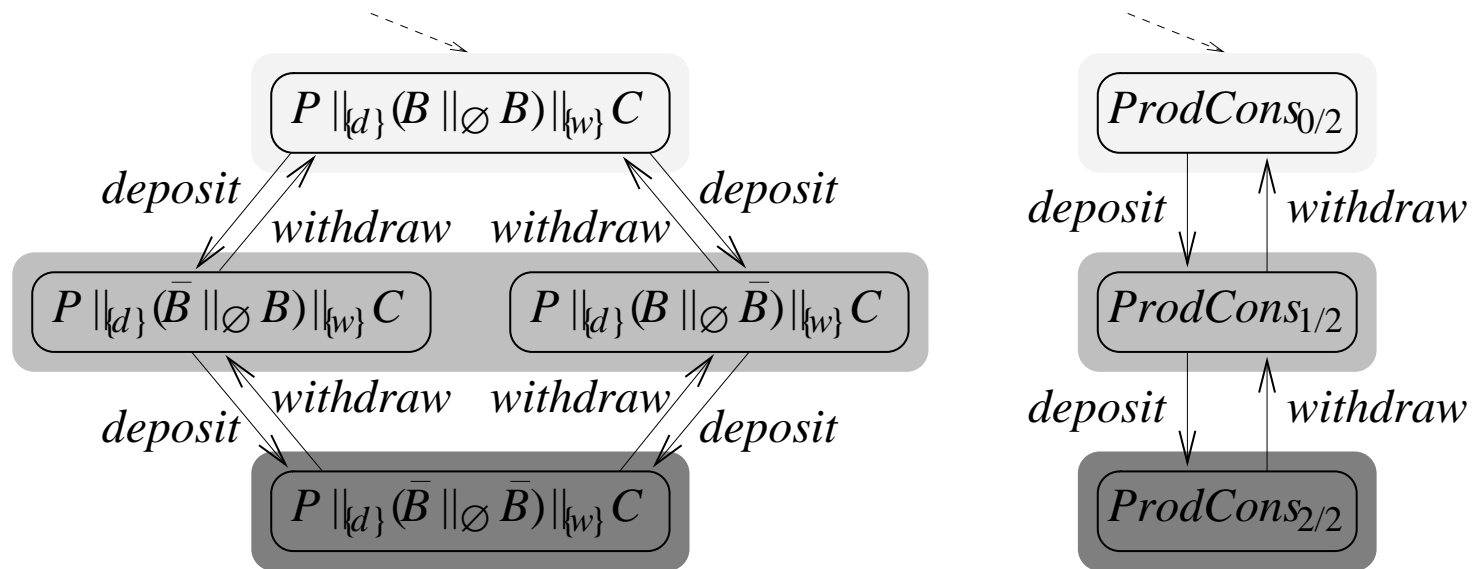 P ||{d} (B ||∅ B) ||{w} C ProdCons0/2
deposit deposit deposit withdraw
withdraw withdraw
P ||{d} (B̄ ||∅ B) ||{w} C P ||{d} (B ||∅ B̄) ||{w} C ProdCons1/2
withdraw withdraw deposit withdraw
deposit deposit
P ||{d} (B̄ ||∅ B̄) ||{w} C ProdCons2/2